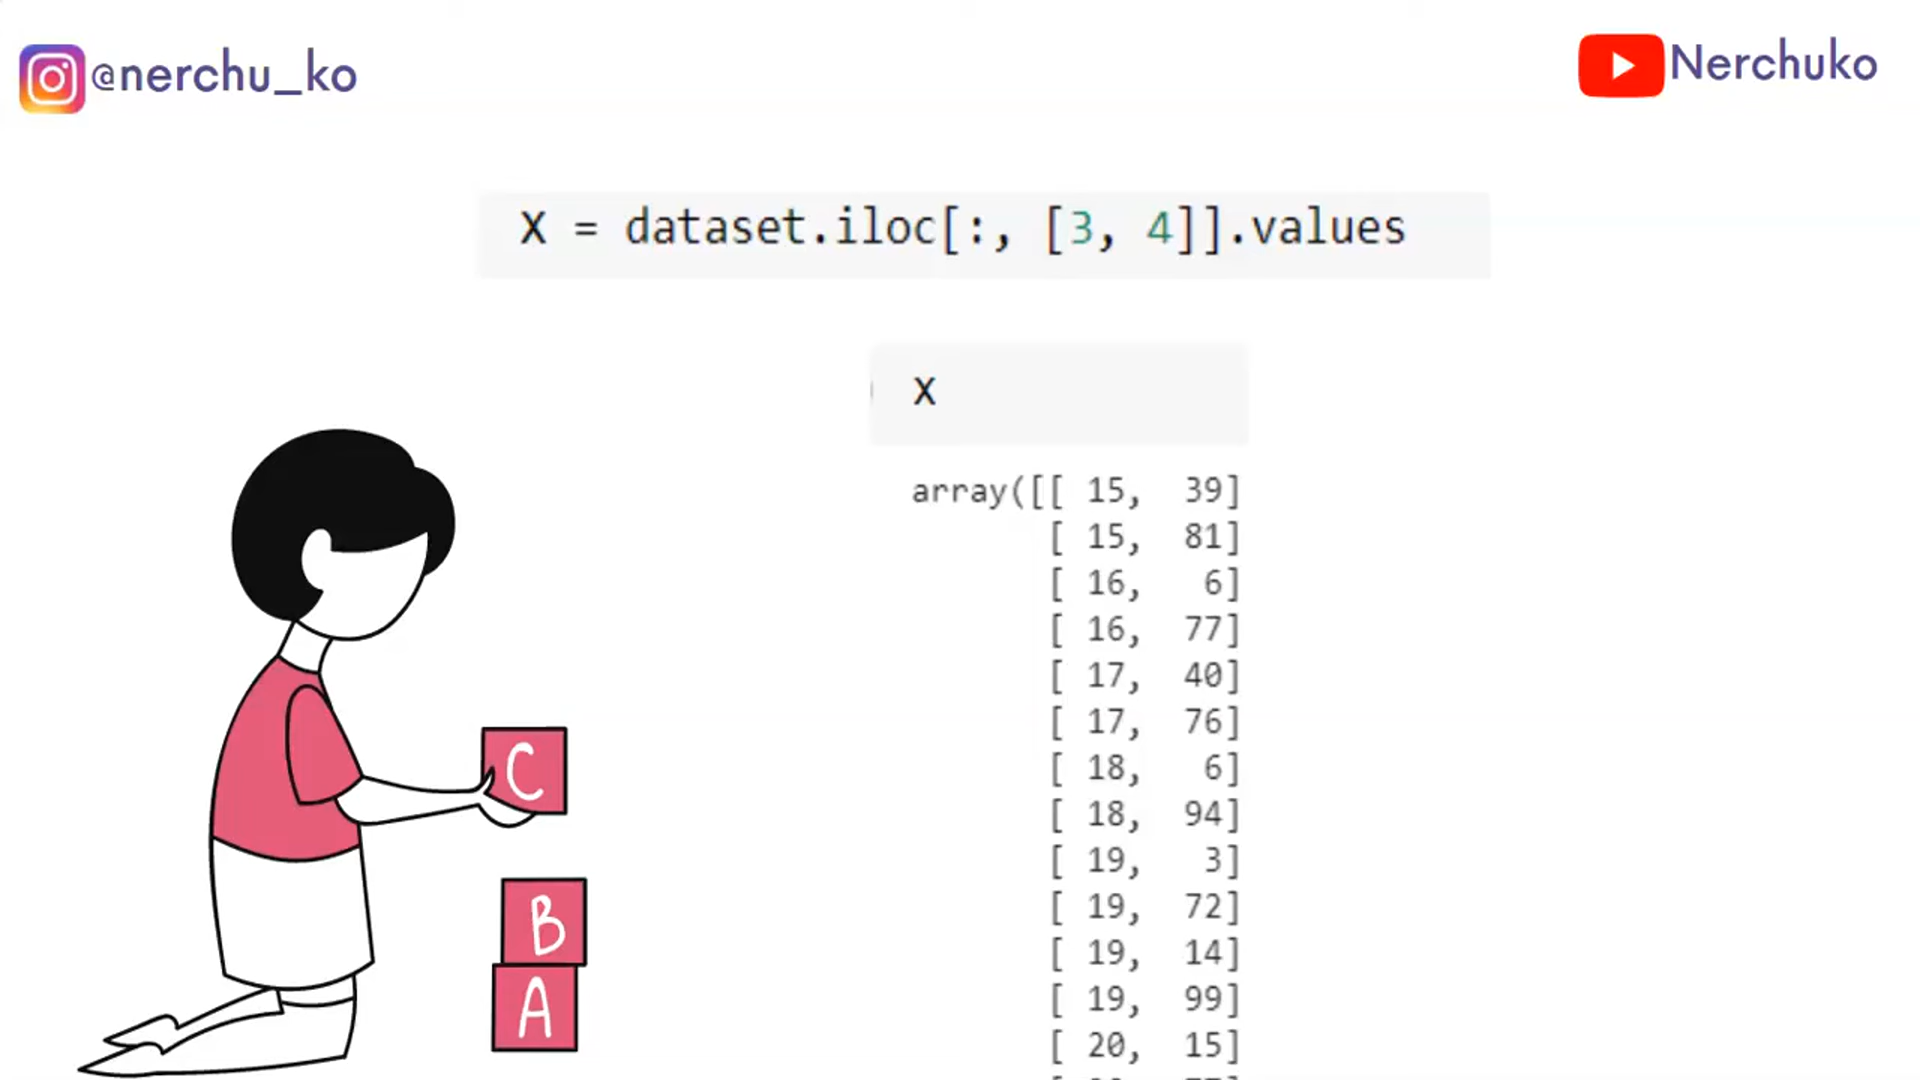 @nerchu_ko
Nerchuko
X = dataset.iloc[:, [3, 4]].values
X
array([[ 15,  39]
[ 15,  81]
[ 16,   6]
[ 16,  77]
[ 17,  40]
[ 17,  76]
[ 18,   6]
[ 18,  94]
[ 19,   3]
[ 19,  72]
[ 19,  14]
[ 19,  99]
[ 20,  15]
C
B
A